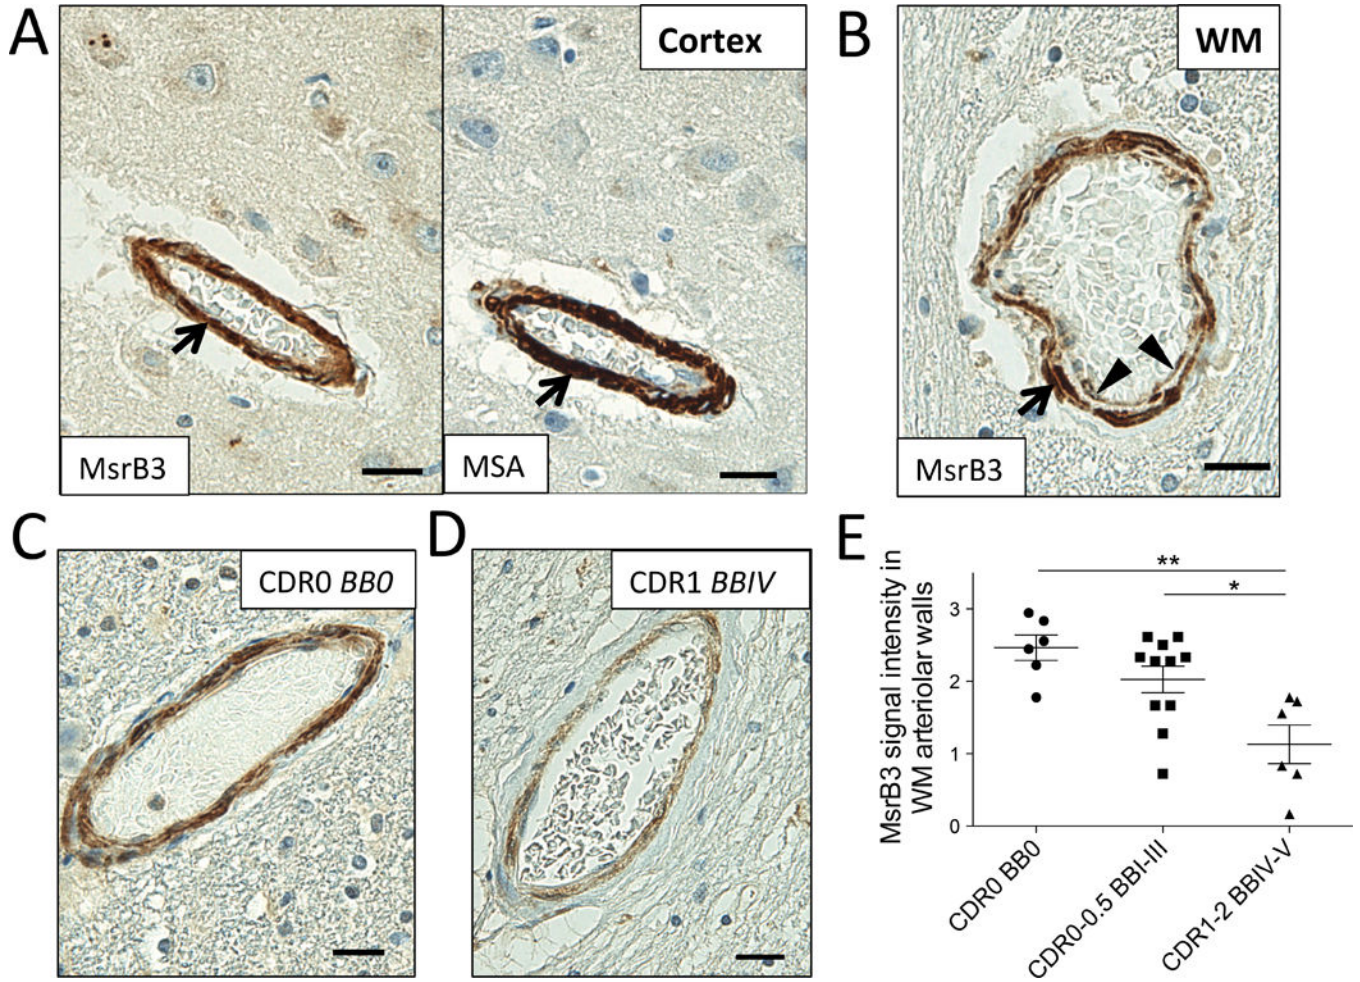 A
Cortex
MsrB3
MSA
B
WM
MsrB3
C
CDR0 BB0
D
CDR1 BBIV
E
MsrB3 signal intensity in
WM arteriolar walls
**
*
3
2
1
0
CDR0 BB0
CDR0-0.5 BBI-III
CDR1-2 BBIV-V